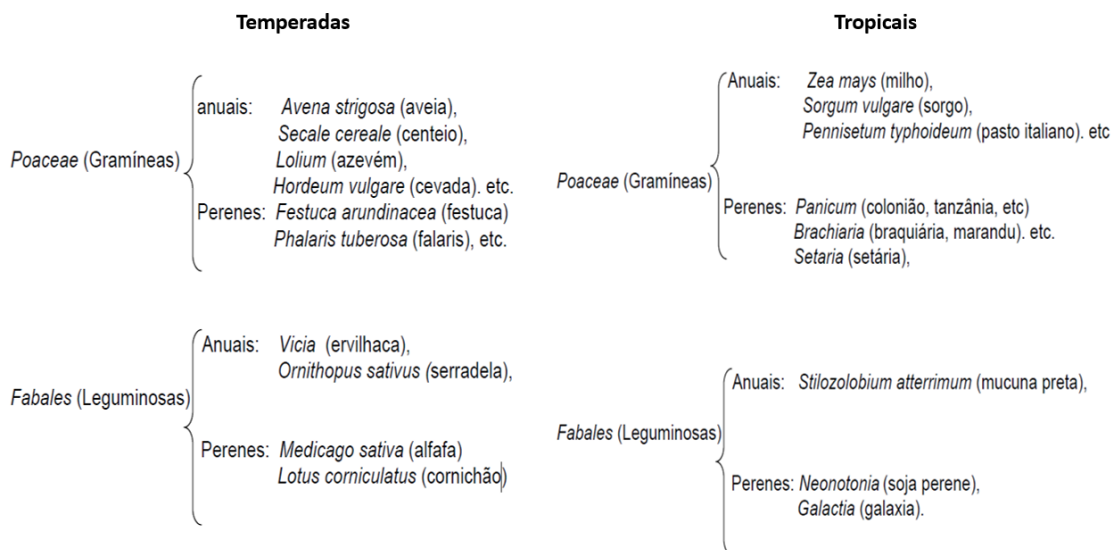 Temperadas
Poaceae (Gramíneas)
anuais: Avena strigosa (aveia),
Secale cereale (centeio),
Lolium (azevém),
Hordeum vulgare (cevada). etc.
Perenes: Festuca arundinacea (festuca)
Phalaris tuberosa (falaris), etc.
Fabales (Leguminosas)
Anuais: Vicia (ervilhaca),
Ornithopus sativus (serradela),
Perenes: Medicago sativa (alfafa)
Lotus corniculatus (cornichão)
Tropicais
Poaceae (Gramíneas)
Anuais: Zea mays (milho),
Sorgum vulgare (sorgo),
Pennisetum typhoideum (pasto italiano). etc
Perenes: Panicum (colonião, tanzânia, etc)
Brachiaria (braquiária, marandu). etc.
Setaria (setária),
Fabales (Leguminosas)
Anuais: Stilozolobium atterrimum (mucuna preta),
Perenes: Neonotonia (soja perene),
Galactia (galaxia).